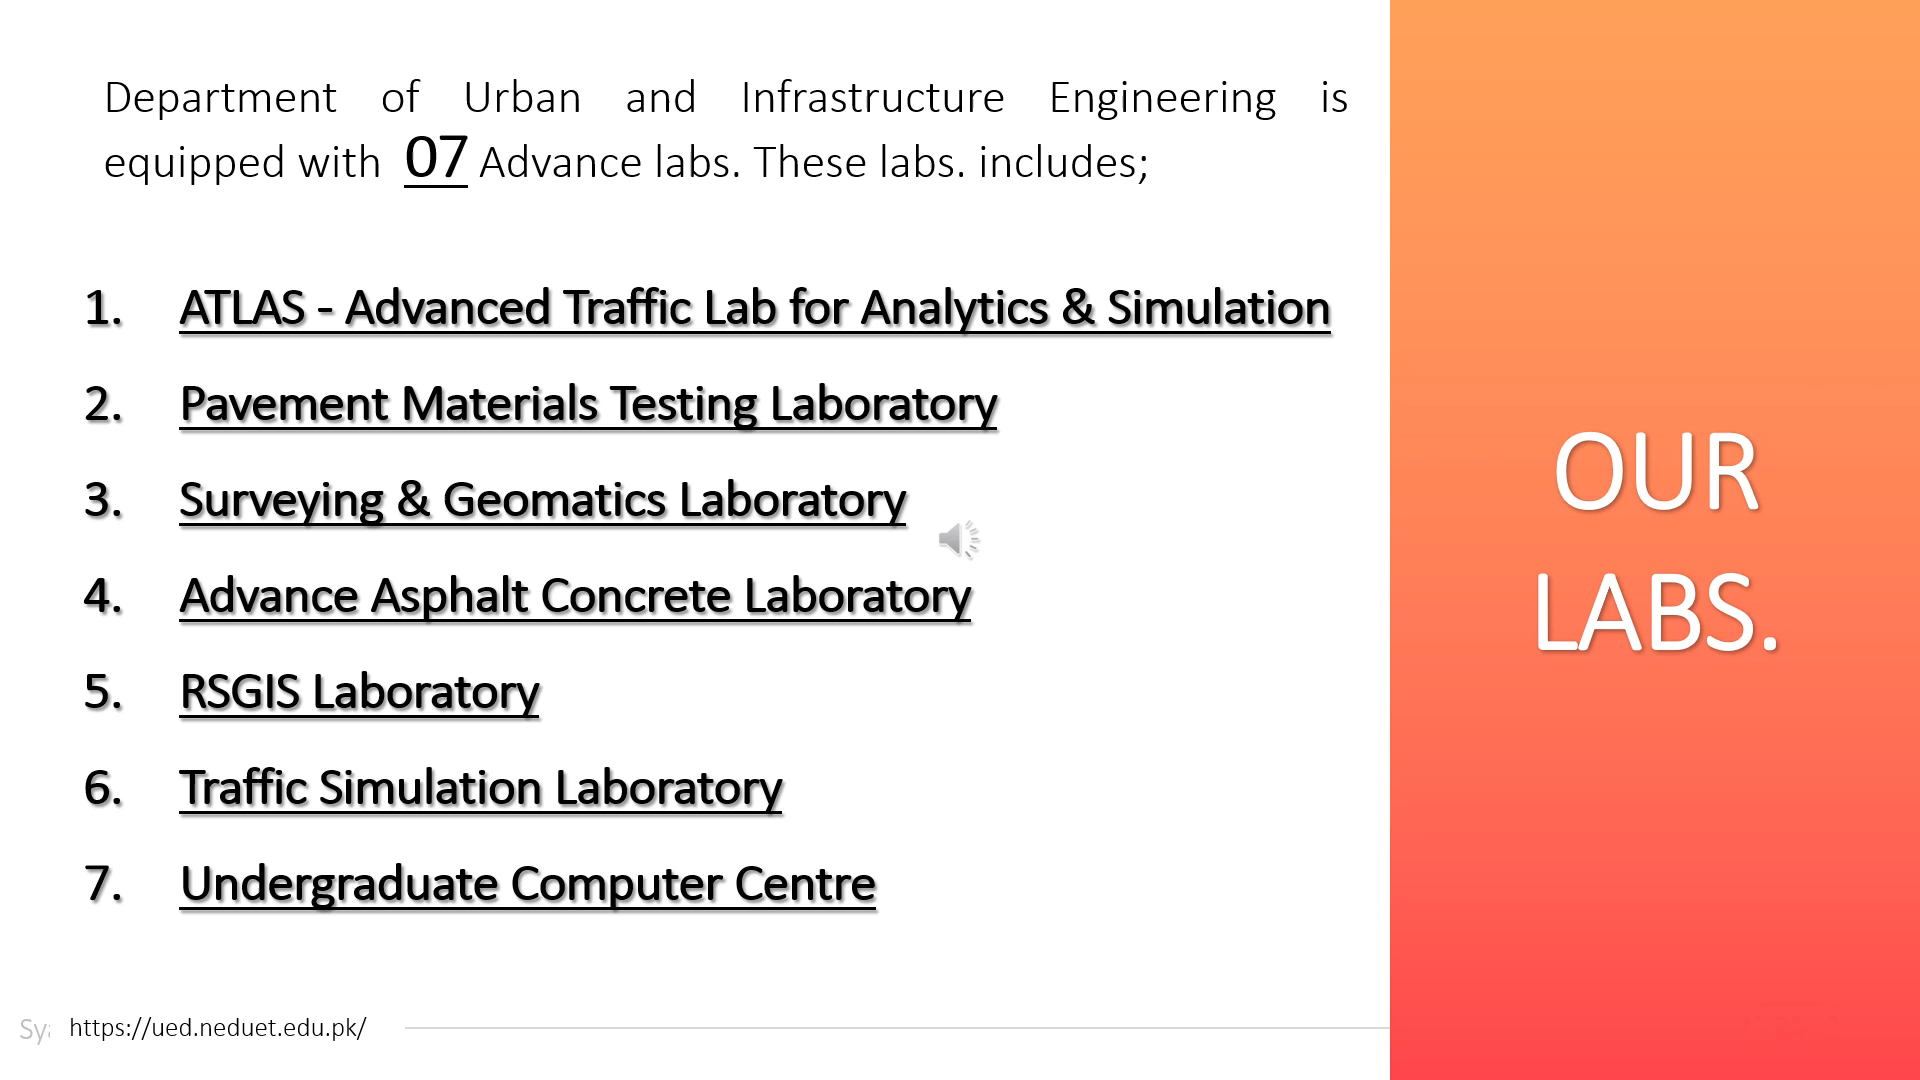 Department of Urban and Infrastructure Engineering is
equipped with 07 Advance labs. These labs. includes;
1. ATLAS - Advanced Traffic Lab for Analytics & Simulation
2. Pavement Materials Testing Laboratory
3. Surveying & Geomatics Laboratory
4. Advance Asphalt Concrete Laboratory
5. RSGIS Laboratory
6. Traffic Simulation Laboratory
7. Undergraduate Computer Centre
https://ued.neduet.edu.pk/
OUR
LABS.